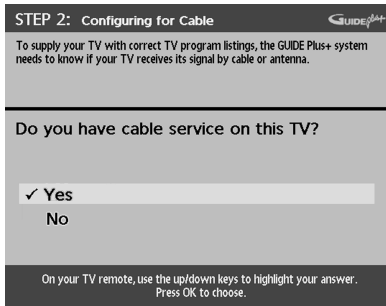 STEP 2: Configuring for Cable GUIDE Plus+
To supply your TV with correct TV program listings, the GUIDE Plus+ system
needs to know if your TV receives its signal by cable or antenna.
Do you have cable service on this TV?
✓ Yes
No
On your TV remote, use the up/down keys to highlight your answer.
Press OK to choose.